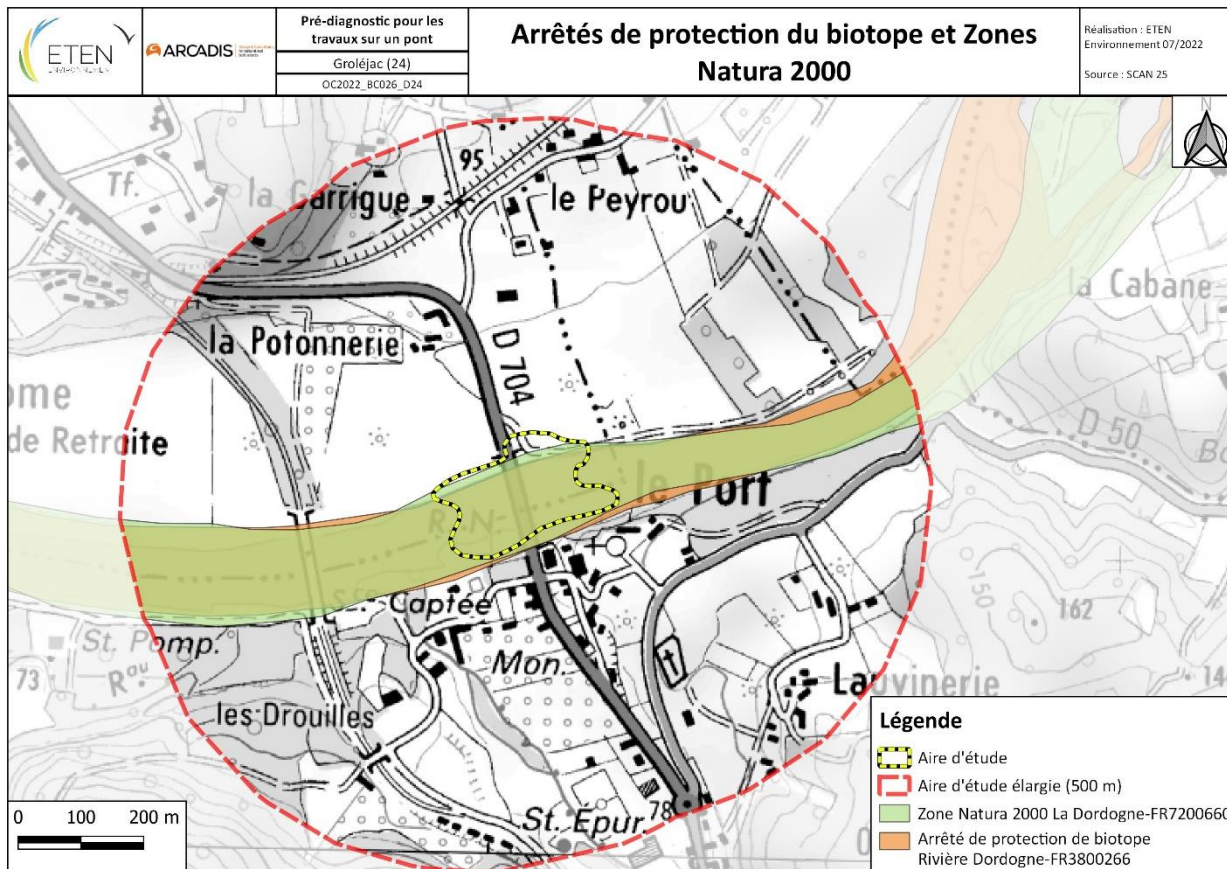 ETEN
ENVIRONNEMENT
ARCADIS
Pré-diagnostic pour les
travaux sur un pont
Groléjac (24)
OC2022_BC026_D24
Arrêtés de protection du biotope et Zones
Natura 2000
Réalisation : ETEN
Environnement 07/2022
Source : SCAN 25
N
Tf.
la Garrigue
95
le Peyrou
la Cabane
la Potonnerie
D 704
de Retraite
D 50
le Port
Captée
St. Pomp.
Rau
73
Mon.
150
162
Lauvinerie
les Drouilles
St. Épur.
78
0 100 200 m
Légende
Aire d'étude
Aire d'étude élargie (500 m)
Zone Natura 2000 La Dordogne-FR7200660
Arrêté de protection de biotope
Rivière Dordogne-FR3800266